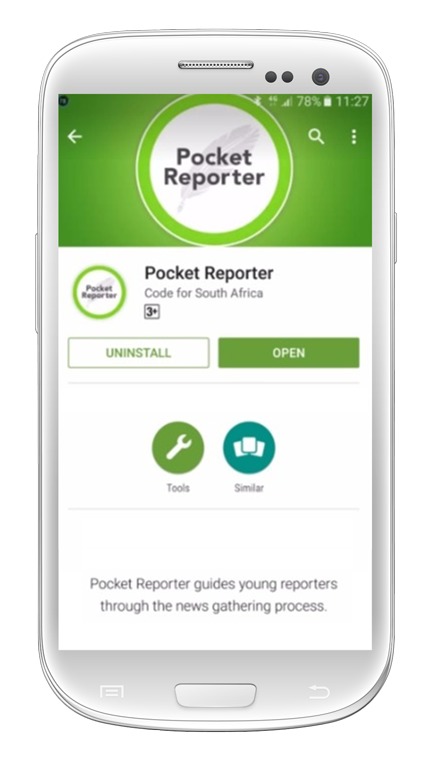 78% 11:27
Pocket
Reporter
Pocket
Reporter
Pocket Reporter
Code for South Africa
3+
UNINSTALL
OPEN
Tools
Similar
Pocket Reporter guides young reporters
through the news gathering process.